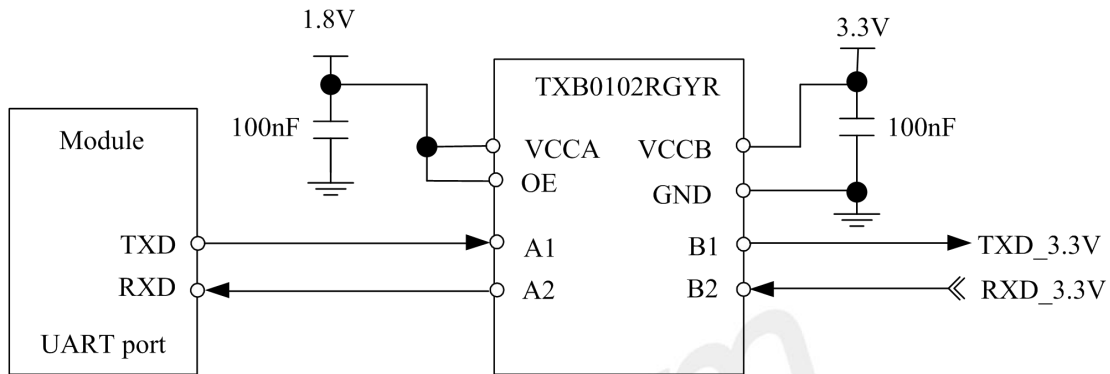 1.8V
3.3V
TXB0102RGYR
100nF
100nF
Module
VCCA
VCCB
OE
GND
TXD
A1
B1
TXD_3.3V
RXD
A2
B2
RXD_3.3V
UART port